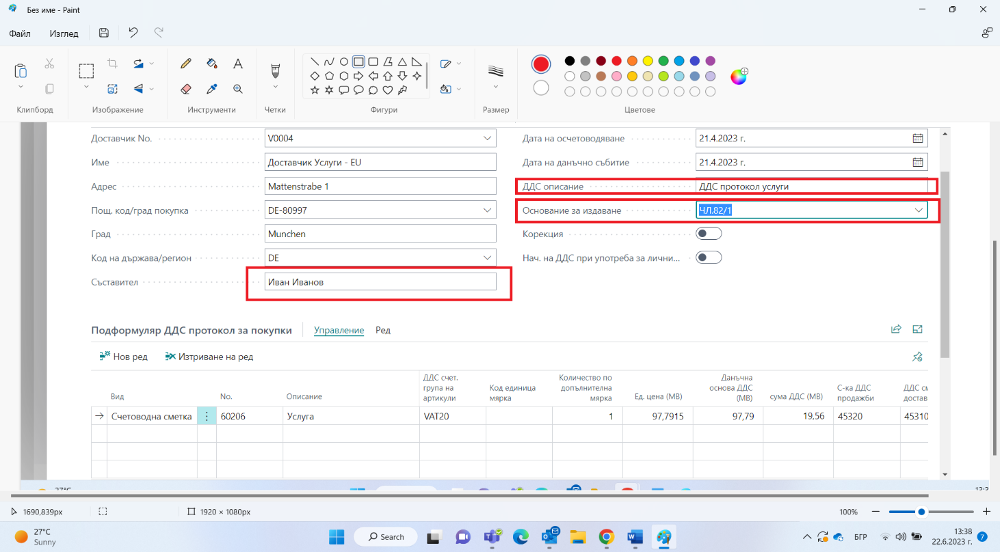 Без име - Paint
Файл Изглед
Клипборд Изображение Инструменти Четки Фигури Размер Цветове
Доставчик No. V0004 Дата на осчетоводяване 21.4.2023 г.
Име Доставчик Услуги - EU Дата на данъчно събитие 21.4.2023 г.
Адрес Mattenstrabe 1 ДДС описание ДДС протокол услуги
Пощ. код/град покупка DE-80997 Основание за издаване ЧЛ.82/1
Град Munchen Корекция
Код на държава/регион DE Нач. на ДДС при употреба за лични...
Съставител Иван Иванов
Подформуляр ДДС протокол за покупки Управление Ред
Нов ред Изтриване на ред
Вид No. Описание ДДС счет. група на артикули Код единица мярка Количество по допълнителна мярка Ед. цена (МВ) Данъчна основа ДДС (МВ) сума ДДС (МВ) С-ка ДДС продажби ДДС см достав
Счетоводна сметка 60206 Услуга VAT20 1 97,7915 97,79 19,56 45320 45310
1690,839px 1920 × 1080px 100%
27°C Search БГР 13:38
Sunny 22.6.2023 г. 7